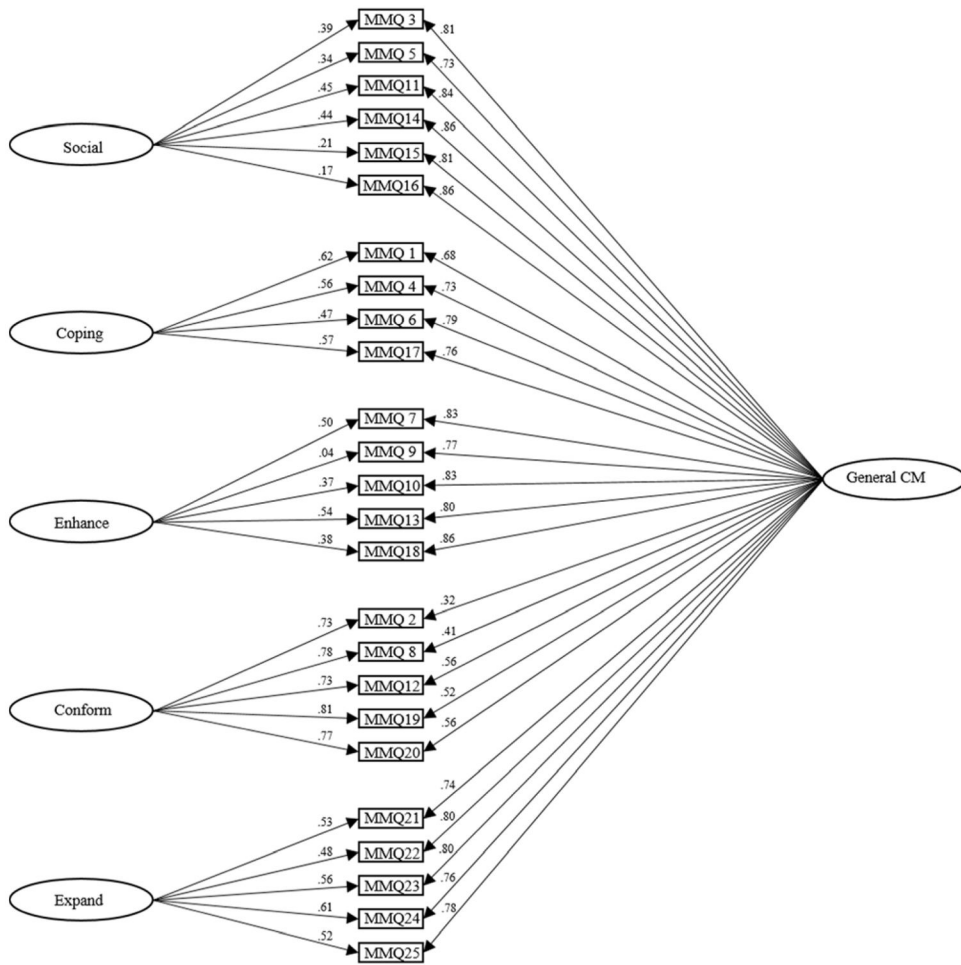 .39 MMQ 3 .81
.34 MMQ 5 .73
.45 MMQ11 .84
.44 MMQ14 .86
Social
.21 MMQ15 .81
.17 MMQ16 .86
.62 MMQ 1 .68
.56 MMQ 4 .73
.47 MMQ 6 .79
Coping
.57 MMQ17 .76
.50 MMQ 7 .83
.04 MMQ 9 .77
.37 MMQ10 .83
General CM
.54 MMQ13 .80
Enhance
.38 MMQ18 .86
.73 MMQ 2 .32
.78 MMQ 8 .41
.73 MMQ12 .56
.81 MMQ19 .52
Conform
.77 MMQ20 .56
.53 MMQ21 .74
.48 MMQ22 .80
.56 MMQ23 .80
Expand
.61 MMQ24 .76
.52 MMQ25 .78